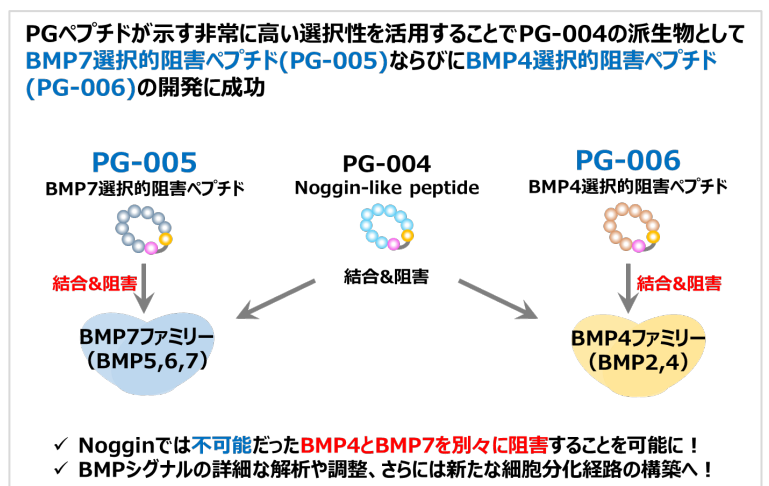 PGペプチドが示す非常に高い選択性を活用することでPG-004の派生物として
BMP7選択的阻害ペプチド(PG-005)ならびにBMP4選択的阻害ペプチド
(PG-006)の開発に成功
PG-005
BMP7選択的阻害ペプチド
PG-004
Noggin-like peptide
PG-006
BMP4選択的阻害ペプチド
結合&阻害
結合&阻害
結合&阻害
BMP7ファミリー
（BMP5,6,7）
BMP4ファミリー
（BMP2,4）
✓ Nogginでは不可能だったBMP4とBMP7を別々に阻害することを可能に！
✓ BMPシグナルの詳細な解析や調整、さらには新たな細胞分化経路の構築へ！